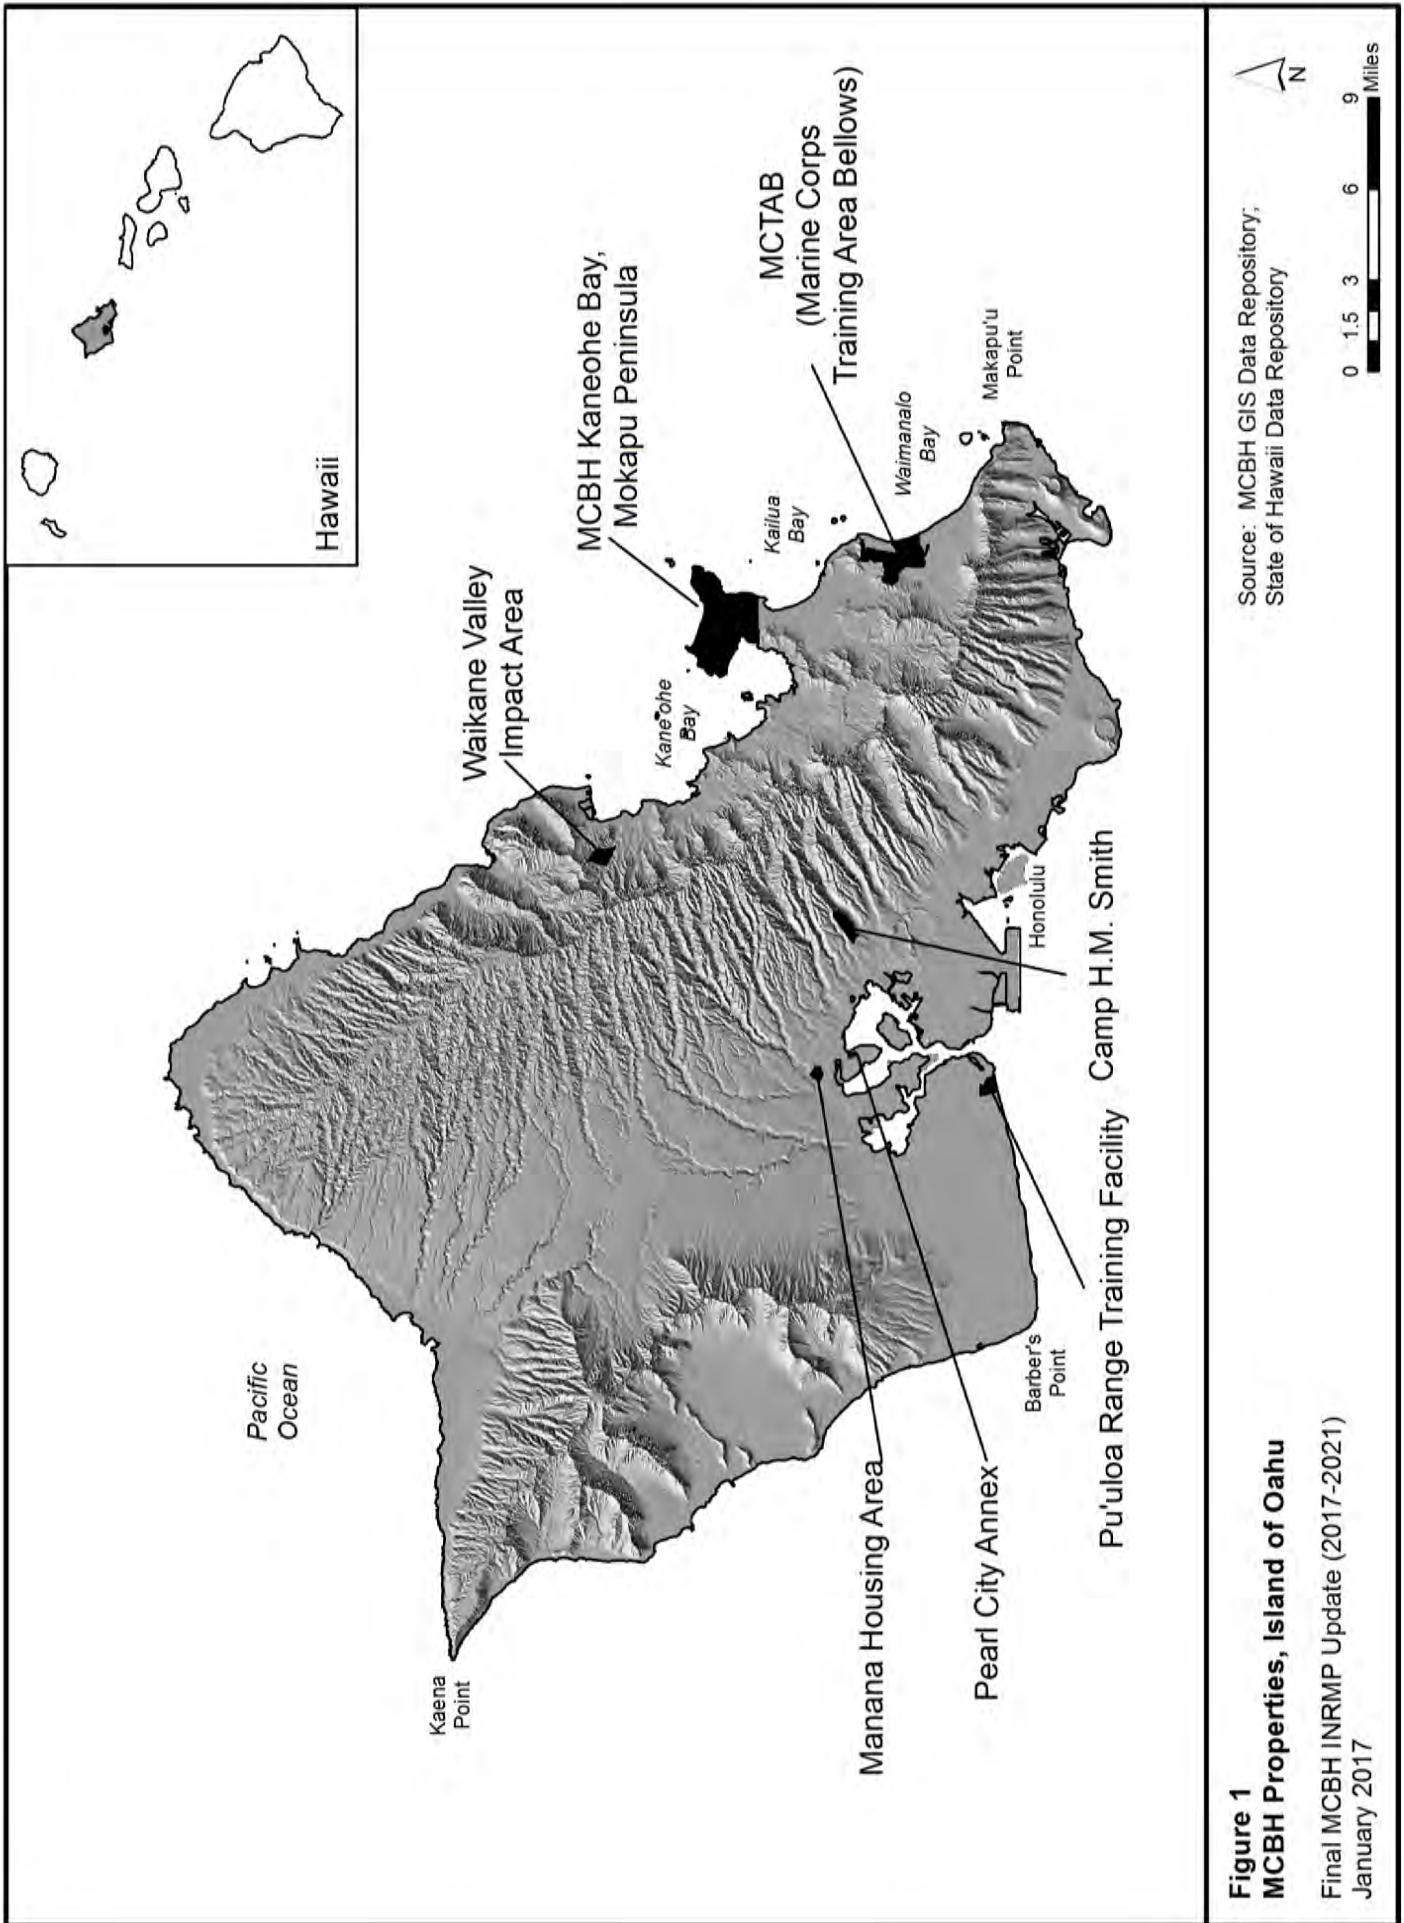 Hawaii
Pacific
Ocean
Waikane Valley
Impact Area
MCBH Kaneohe Bay,
Mokapu Peninsula
MCTAB
(Marine Corps
Training Area Bellows)
Kaena
Point
Kane'ohe
Bay
Kailua
Bay
Waimanalo
Bay
Makapu'u
Point
Manana Housing Area
Pearl City Annex
Barber's
Point
Honolulu
Pu'uloa Range Training Facility
Camp H.M. Smith
Figure 1
MCBH Properties, Island of Oahu
Final MCBH INRMP Update (2017-2021)
January 2017
Source: MCBH GIS Data Repository;
State of Hawaii Data Repository
N
0 1.5 3 6 9
Miles